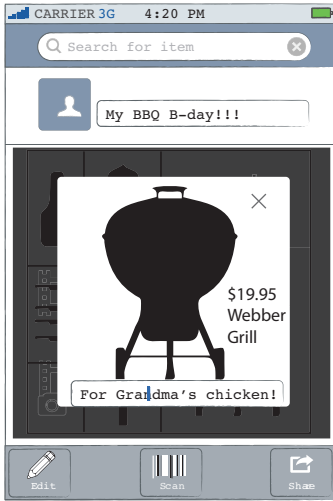 CARRIER 3G 4:20 PM
Search for item
My BBQ B-day!!!
$19.95
Webber
Grill
For Grandma's chicken!
Edit
Scan
Share